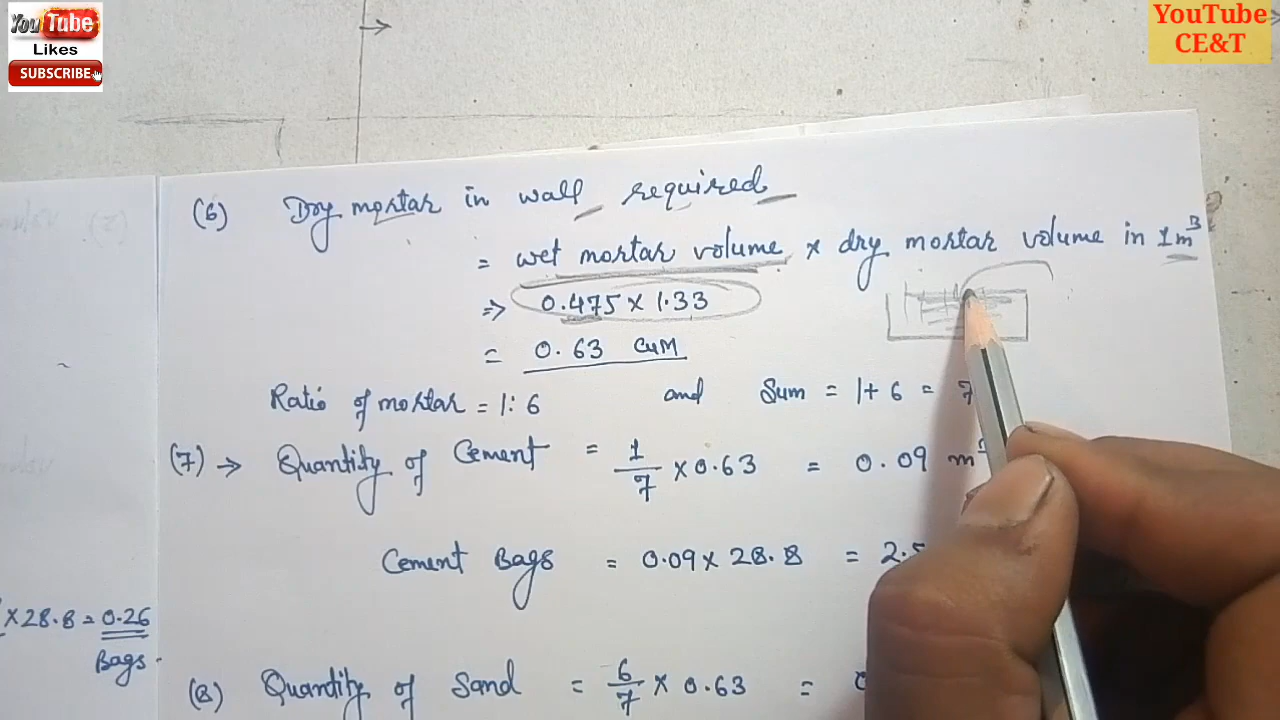 YouTube
Likes
SUBSCRIBE
YouTube
CE&T
(6) Dry mortar in wall required
= wet mortar volume × dry mortar volume in 1m³
=> 0.475 × 1.33
= 0.63 CUM
Ratio of mortar = 1:6 and Sum = 1+6 = 7
(7) → Quantity of Cement = 1/7 × 0.63 = 0.09 m³
Cement Bags = 0.09 × 28.8 = 2.5
×28.8 = 0.26
Bags.
(8) Quantity of Sand = 6/7 × 0.63 =